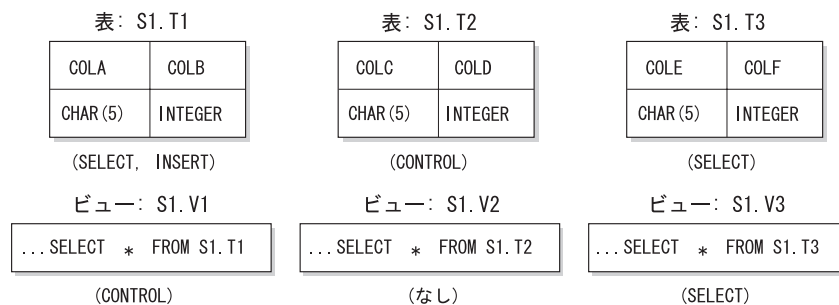 表: S1.T1
表: S1.T2
表: S1.T3
COLA COLB
COLC COLD
COLE COLF
CHAR(5) INTEGER
CHAR(5) INTEGER
CHAR(5) INTEGER
(SELECT, INSERT)
(CONTROL)
(SELECT)
ビュー: S1.V1
ビュー: S1.V2
ビュー: S1.V3
...SELECT * FROM S1.T1
...SELECT * FROM S1.T2
...SELECT * FROM S1.T3
(CONTROL)
(なし)
(SELECT)